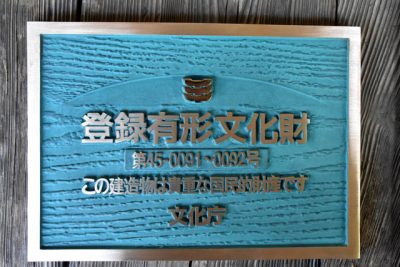 登録有形文化財
第45-0091~0092号
この建造物は貴重な国民的財産です
文化庁